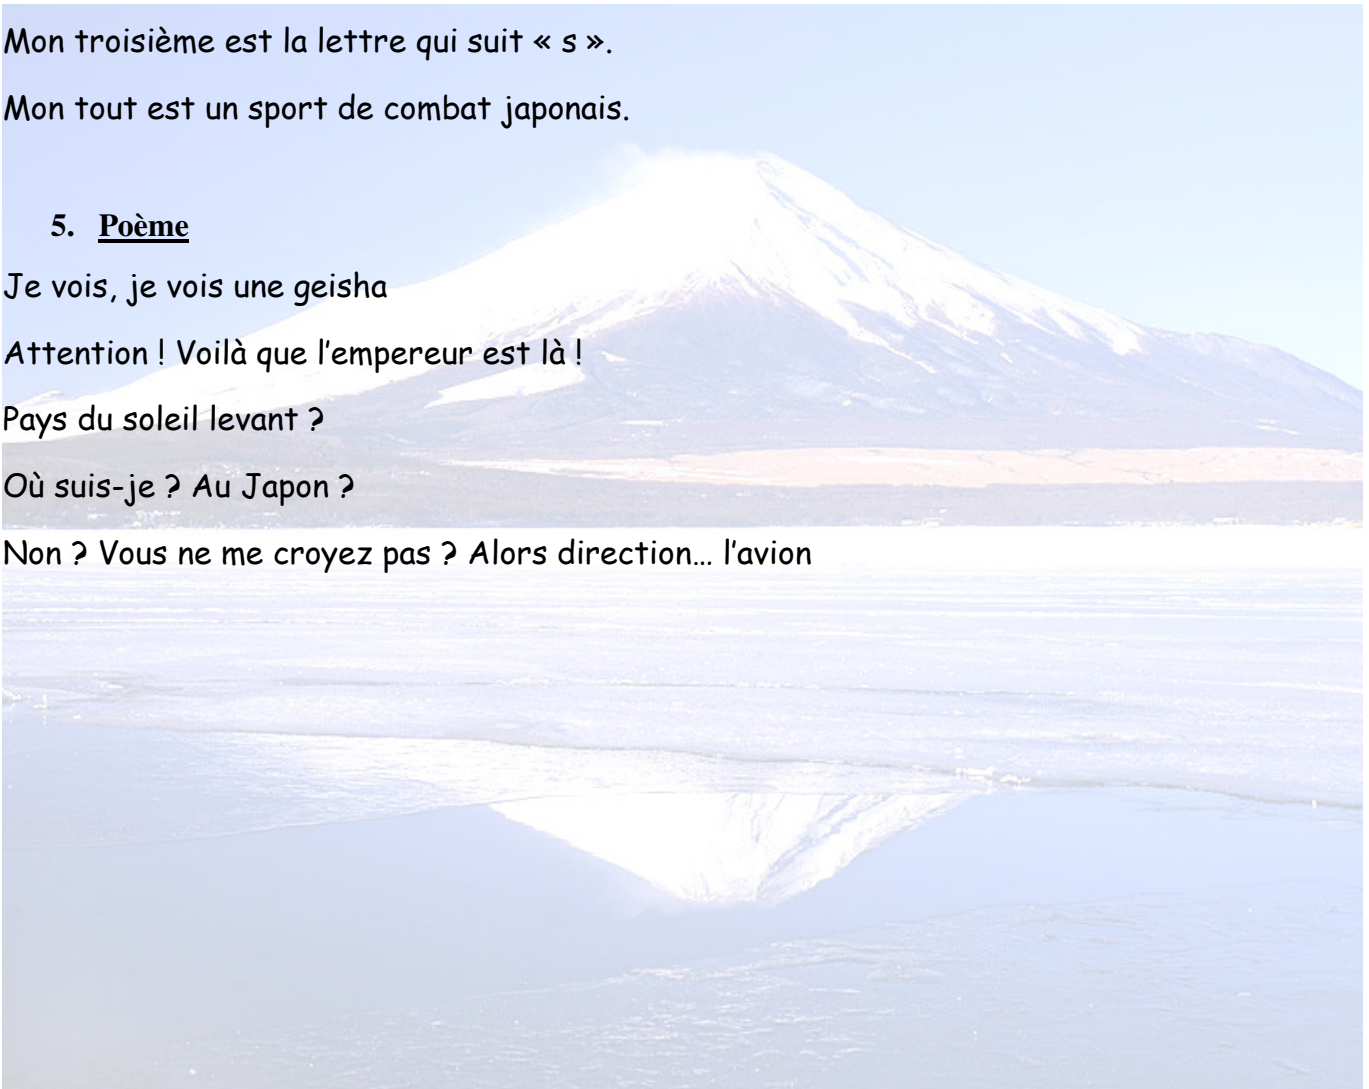 Mon troisième est la lettre qui suit « s ».
Mon tout est un sport de combat japonais.
5. Poème
Je vois, je vois une geisha
Attention ! Voilà que l’empereur est là !
Pays du soleil levant ?
Où suis-je ? Au Japon ?
Non ? Vous ne me croyez pas ? Alors direction… l’avion